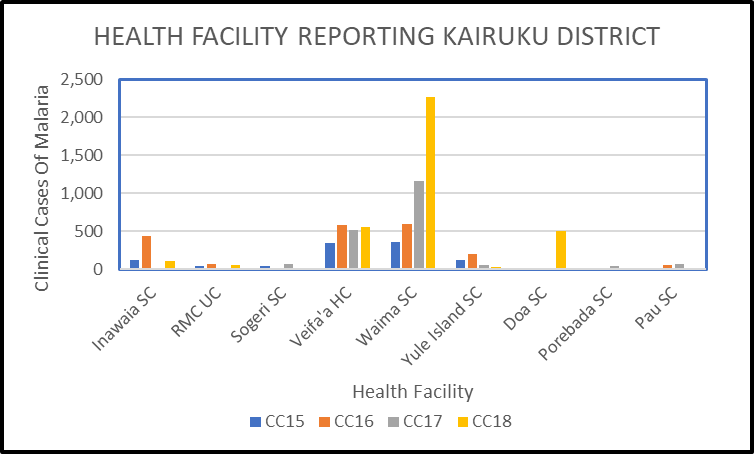 HEALTH FACILITY REPORTING KAIRUKU DISTRICT
Clinical Cases Of Malaria
2,500
2,000
1,500
1,000
500
0
Inawaia SC
RMC UC
Sogeri SC
Veifa'a HC
Waima SC
Yule Island SC
Doa SC
Porebada SC
Pau SC
Health Facility
CC15 CC16 CC17 CC18